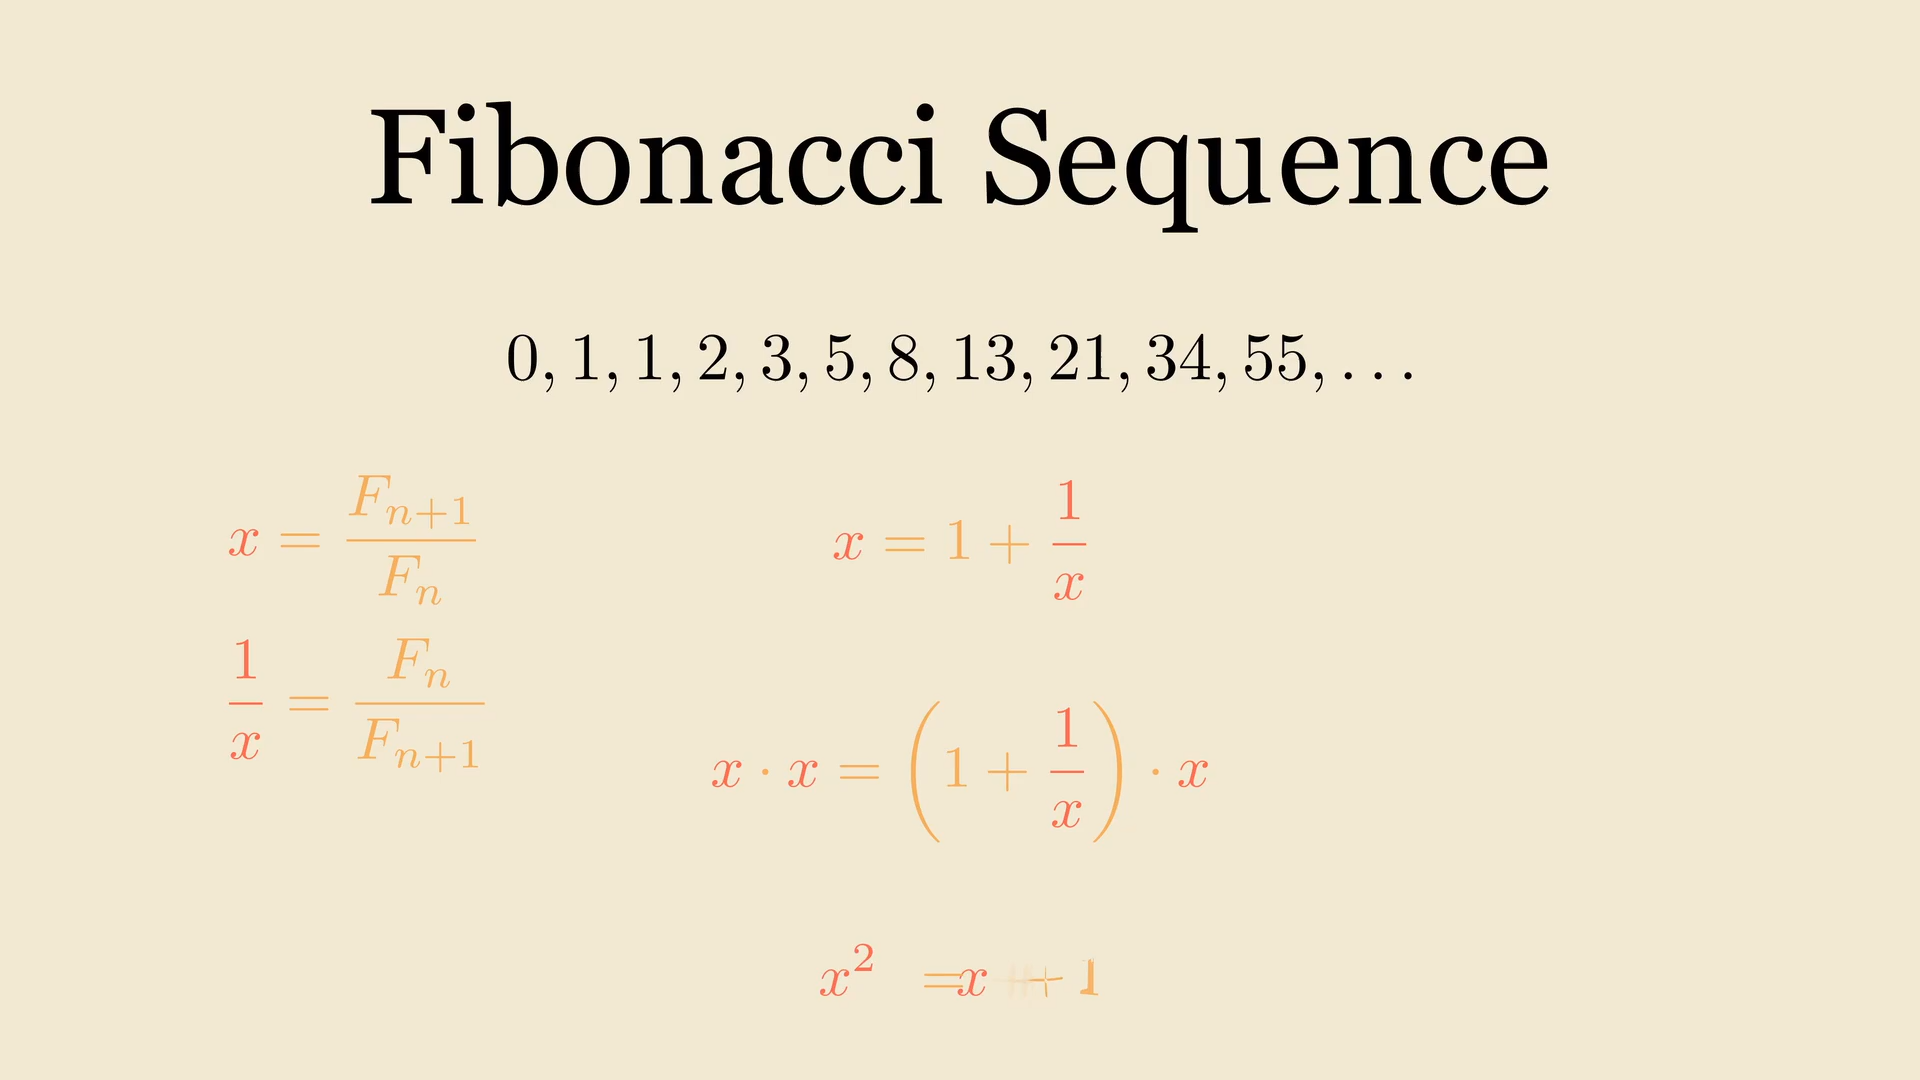 Fibonacci Sequence
0, 1, 1, 2, 3, 5, 8, 13, 21, 34, 55, . . .
x = F_{n+1} / F_n
1/x = F_n / F_{n+1}
x = 1 + 1/x
x · x = (1 + 1/x) · x
x² = x + 1